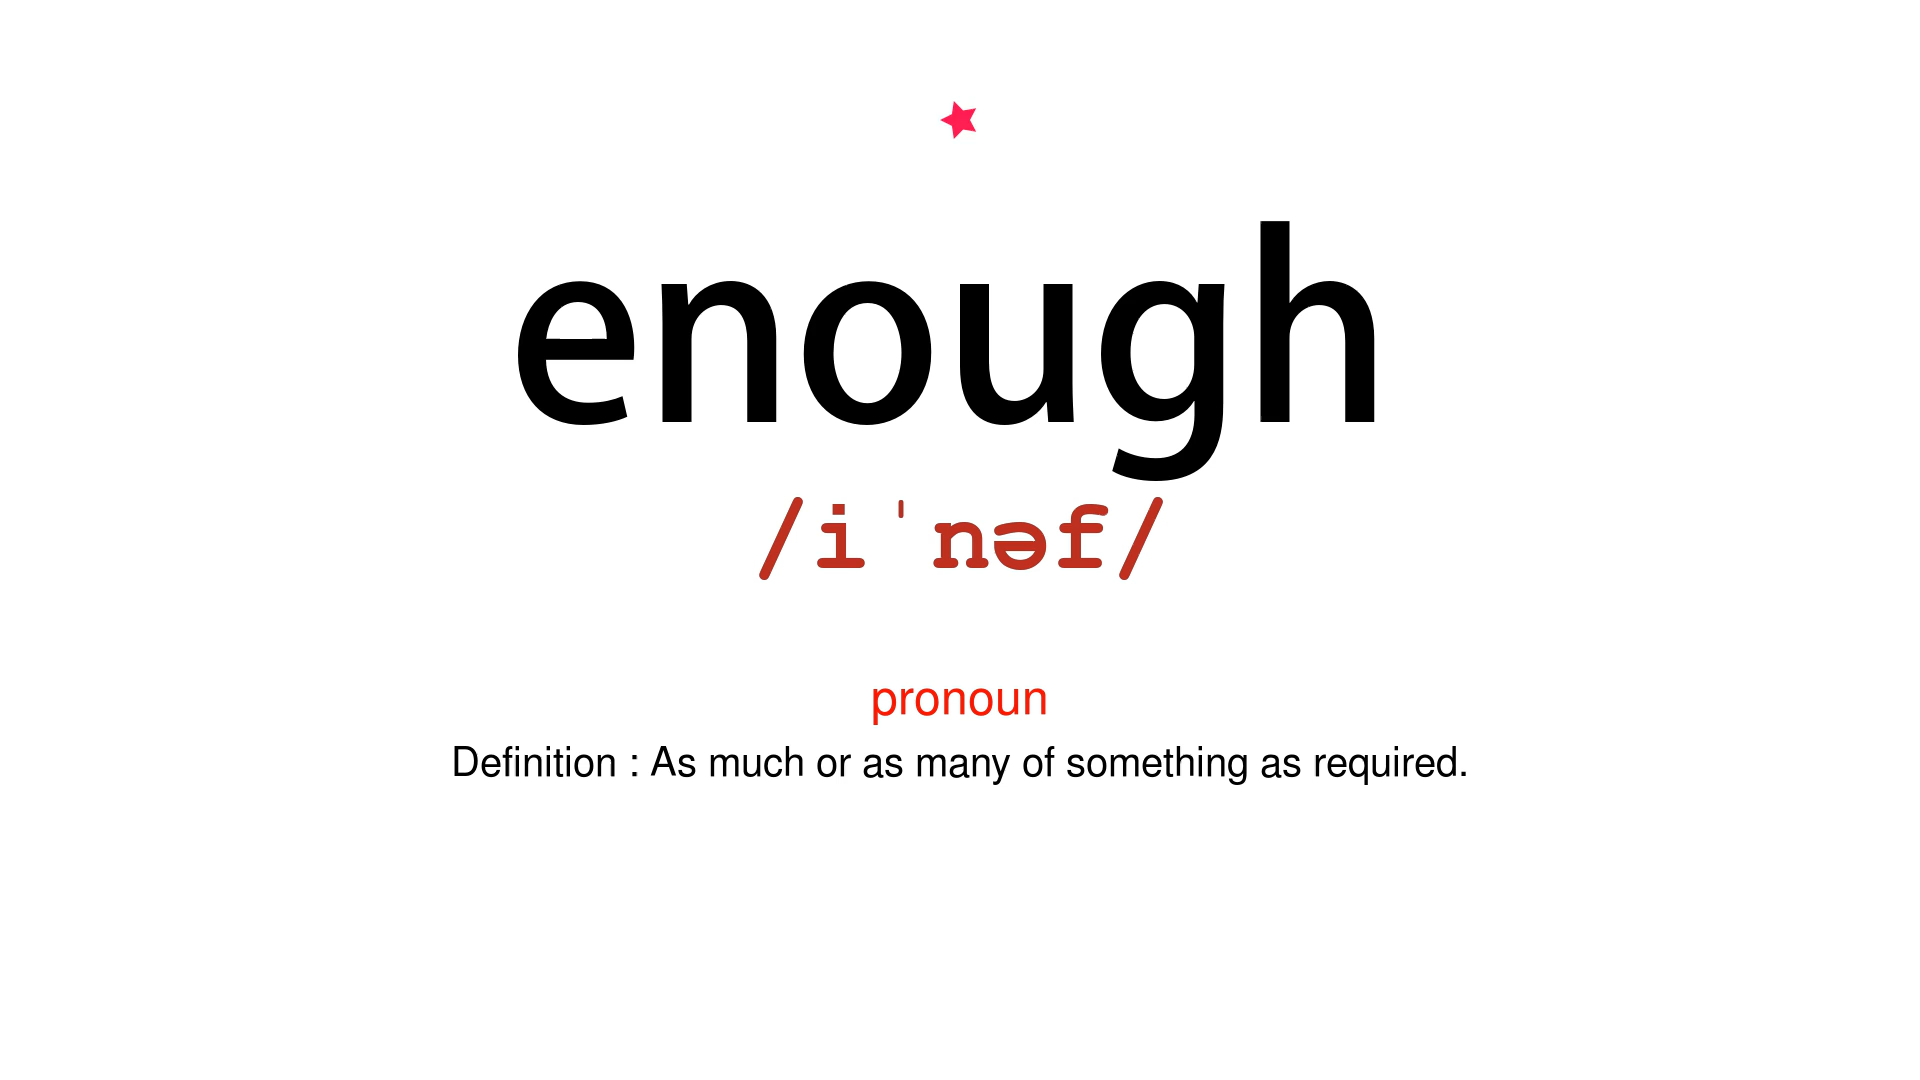 enough
/iˈnəf/
pronoun
Definition : As much or as many of something as required.